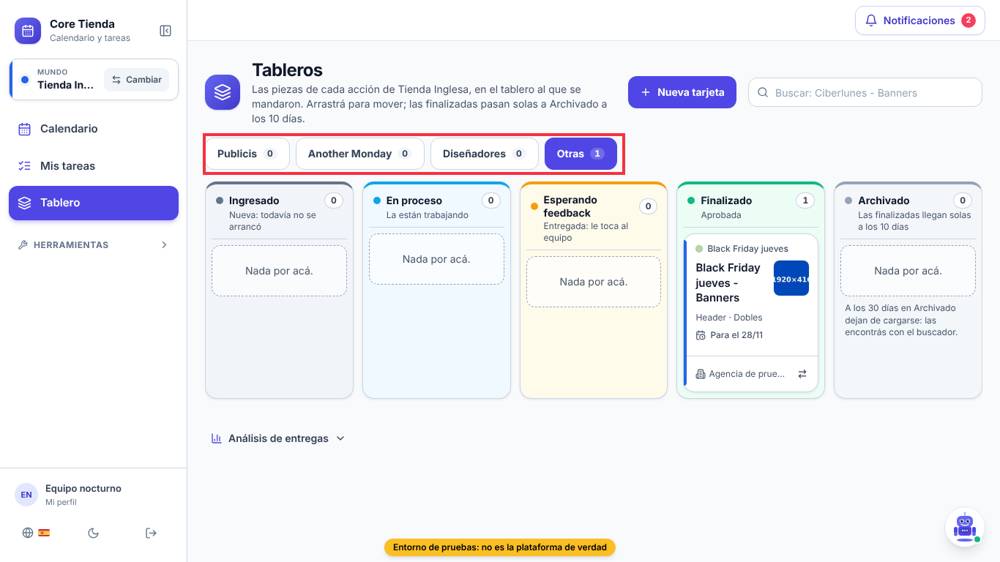 Core Tienda
Calendario y tareas
MUNDO
Tienda In...
Cambiar
Calendario
Mis tareas
Tablero
HERRAMIENTAS
EN
Equipo nocturno
Mi perfil
Notificaciones 2
Tableros
Las piezas de cada acción de Tienda Inglesa, en el tablero al que se
mandaron. Arrastrá para mover; las finalizadas pasan solas a Archivado a
los 10 días.
+ Nueva tarjeta
Buscar: Ciberlunes - Banners
Publicis 0
Another Monday 0
Diseñadores 0
Otras 1
Ingresado 0
Nueva: todavía no se
arrancó
Nada por acá.
En proceso 0
La están trabajando
Nada por acá.
Esperando
feedback
0
Entregada: le toca al
equipo
Nada por acá.
Finalizado 1
Aprobada
Black Friday jueves
Black Friday
jueves -
Banners
1920×416
Header · Dobles
Para el 28/11
Agencia de prue...
Archivado 0
Las finalizadas llegan solas
a los 10 días
Nada por acá.
A los 30 días en Archivado
dejan de cargarse: las
encontrás con el buscador.
Análisis de entregas
Entorno de pruebas: no es la plataforma de verdad